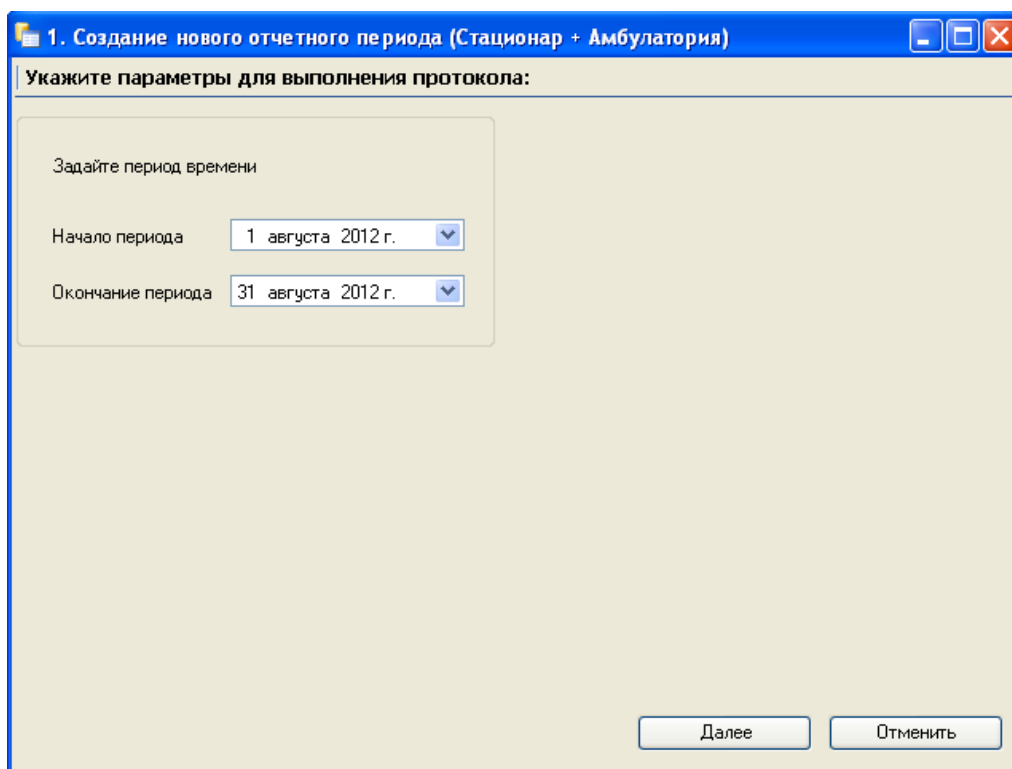 1. Создание нового отчетного периода (Стационар + Амбулатория)
Укажите параметры для выполнения протокола:
Задайте период времени
Начало периода 1 августа 2012 г.
Окончание периода 31 августа 2012 г.
Далее Отменить